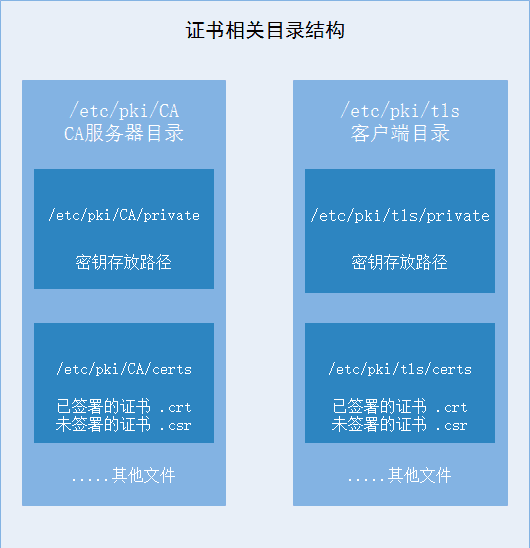 证书相关目录结构
/etc/pki/CA
CA服务器目录
/etc/pki/CA/private
密钥存放路径
/etc/pki/CA/certs
已签署的证书 .crt
未签署的证书 .csr
.....其他文件
/etc/pki/tls
客户端目录
/etc/pki/tls/private
密钥存放路径
/etc/pki/tls/certs
已签署的证书 .crt
未签署的证书 .csr
.....其他文件